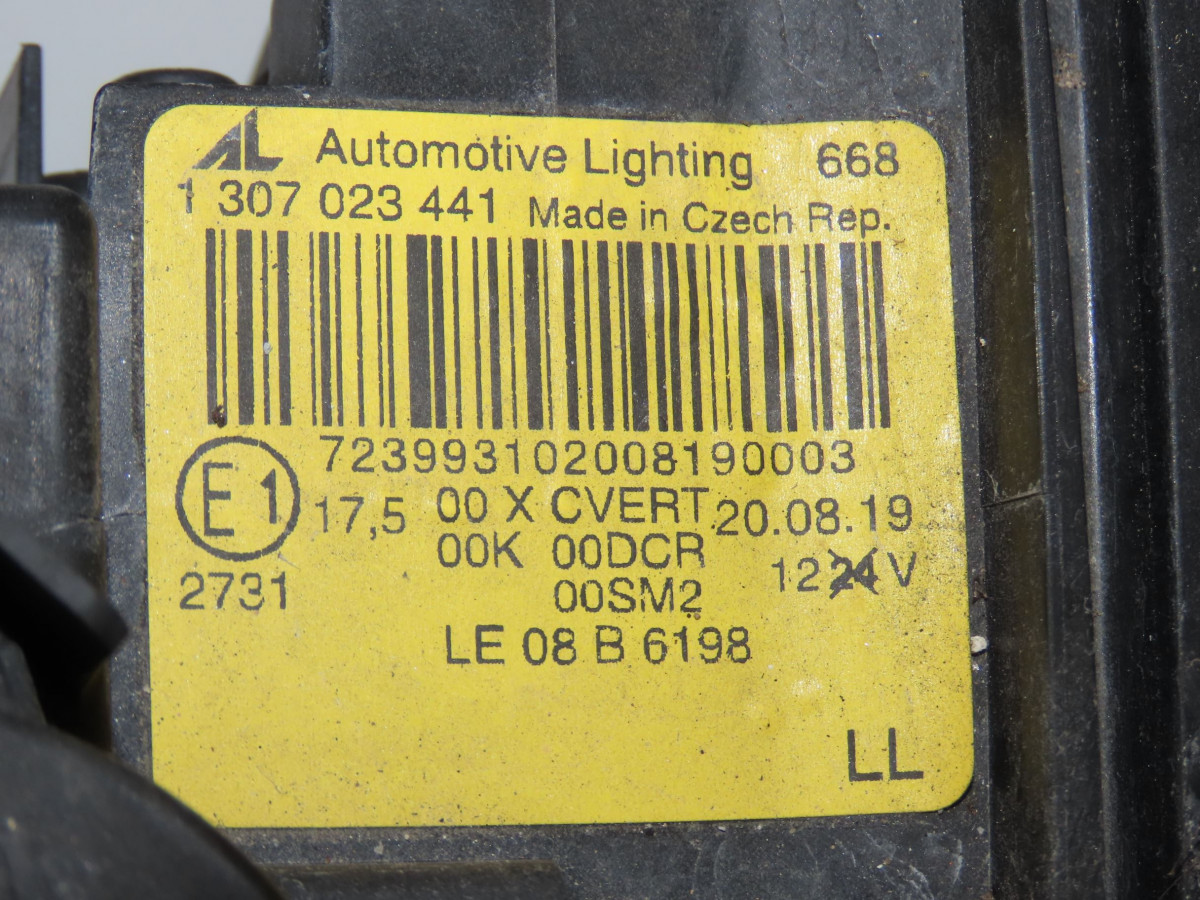 AL Automotive Lighting 668
1 307 023 441 Made in Czech Rep.
723993102008190003
E1 17,5 00 X CVERT 20.08.19
00K 00DCR 12 24 V
2731 00SM2
LE 08 B 6198
LL